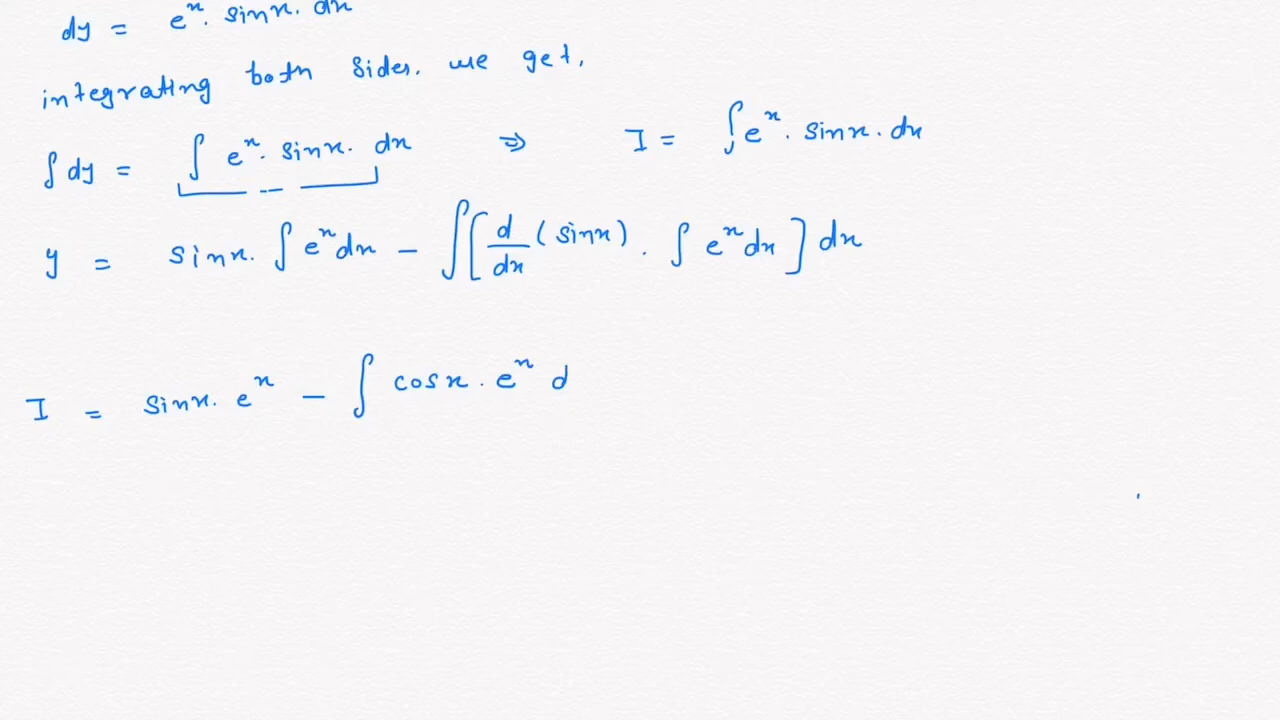 dy = eˣ. sinx. dx
integrating both sides. we get,
∫dy = ∫ eˣ. sinx. dx ⇒ I = ∫eˣ. sinx. dx
y = sinx. ∫eˣdx - ∫[d/dx (sinx). ∫eˣdx] dx
I = sinx. eˣ - ∫ cosx. eˣ d